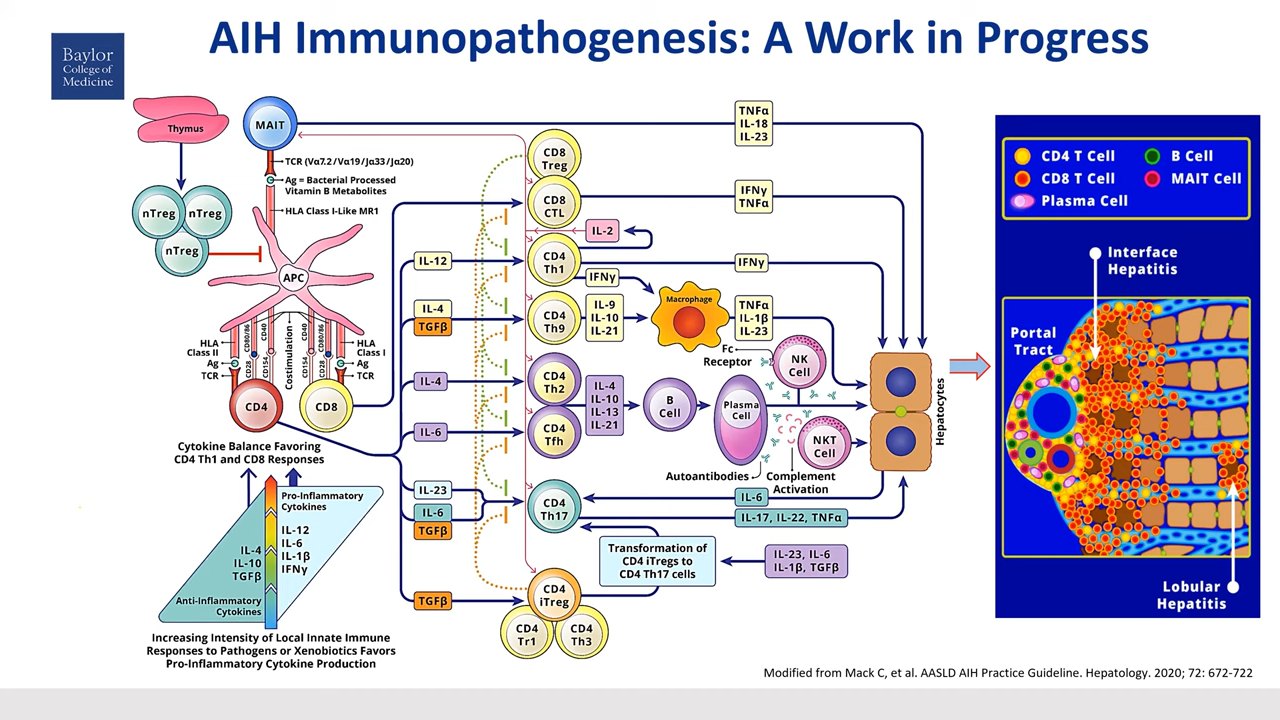 AIH Immunopathogenesis: A Work in Progress
Baylor
College of
Medicine
Thymus
nTreg
nTreg
nTreg
MAIT
TCR (Vα7.2/Vα19/Jα33/Jα20)
Ag = Bacterial Processed
Vitamin B Metabolites
HLA Class I-Like MR1
APC
HLA
Class II
Ag
TCR
CD28
CD80/86
CD154
CD40
Costimulation
CD40
CD154
CD80/86
CD28
HLA
Class I
Ag
TCR
CD4
CD8
Cytokine Balance Favoring
CD4 Th1 and CD8 Responses
Pro-Inflammatory
Cytokines
IL-12
IL-6
IL-1β
IFNγ
IL-4
IL-10
TGFβ
Anti-Inflammatory
Cytokines
Increasing Intensity of Local Innate Immune
Responses to Pathogens or Xenobiotics Favors
Pro-Inflammatory Cytokine Production
IL-12
IL-4
TGFβ
IL-4
IL-6
IL-23
IL-6
TGFβ
TGFβ
CD8
Treg
CD8
CTL
CD4
Th1
CD4
Th9
CD4
Th2
CD4
Tfh
CD4
Th17
CD4
iTreg
CD4
Tr1
CD4
Th3
IL-2
IFNγ
IL-9
IL-10
IL-21
IL-4
IL-10
IL-13
IL-21
Macrophage
B
Cell
Plasma
Cell
Fc
Receptor
NK
Cell
NKT
Cell
Autoantibodies
Complement
Activation
TNFα
IL-18
IL-23
IFNγ
TNFα
IFNγ
TNFα
IL-1β
IL-23
IL-6
IL-17, IL-22, TNFα
Transformation of
CD4 iTregs to
CD4 Th17 cells
IL-23, IL-6
IL-1β, TGFβ
Hepatocytes
CD4 T Cell
B Cell
CD8 T Cell
MAIT Cell
Plasma Cell
Interface
Hepatitis
Portal
Tract
Lobular
Hepatitis
Modified from Mack C, et al. AASLD AIH Practice Guideline. Hepatology. 2020; 72: 672-722